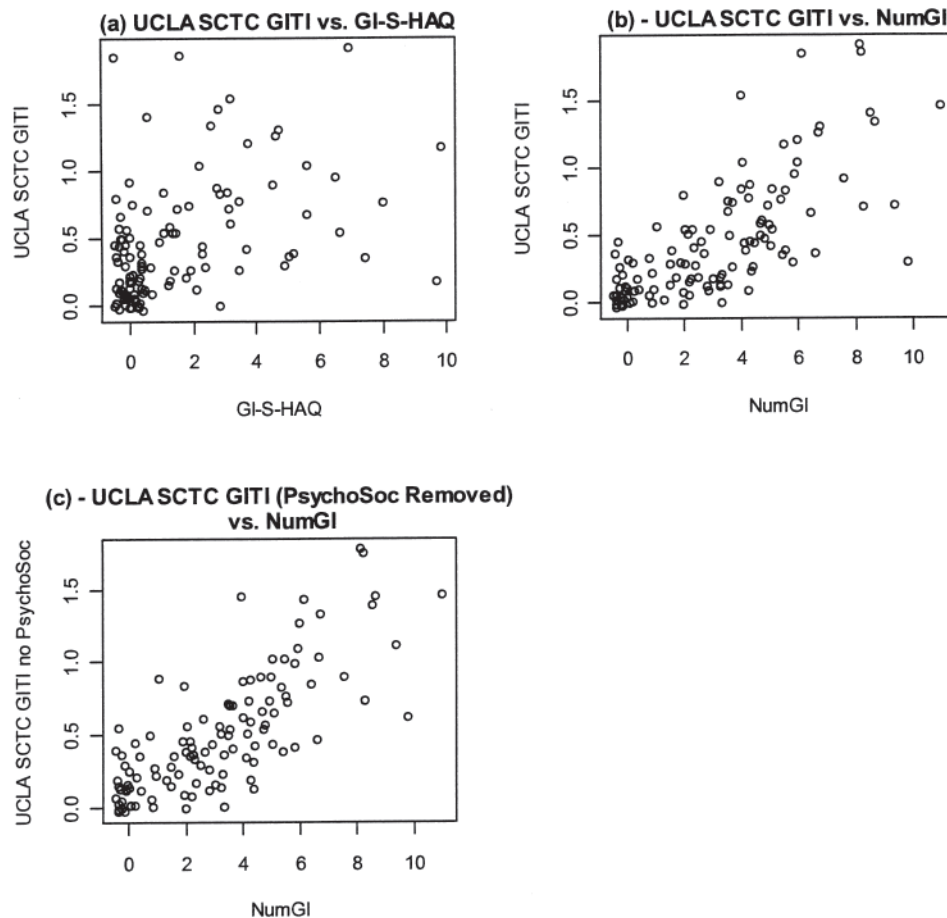 (a) UCLA SCTC GITI vs. GI-S-HAQ
UCLA SCTC GITI
1.5
1.0
0.5
0.0
0 2 4 6 8 10
GI-S-HAQ
(b) - UCLA SCTC GITI vs. NumGI
UCLA SCTC GITI
1.5
1.0
0.5
0.0
0 2 4 6 8 10
NumGI
(c) - UCLA SCTC GITI (PsychoSoc Removed)
vs. NumGI
UCLA SCTC GITI no PsychoSoc
1.5
1.0
0.5
0.0
0 2 4 6 8 10
NumGI